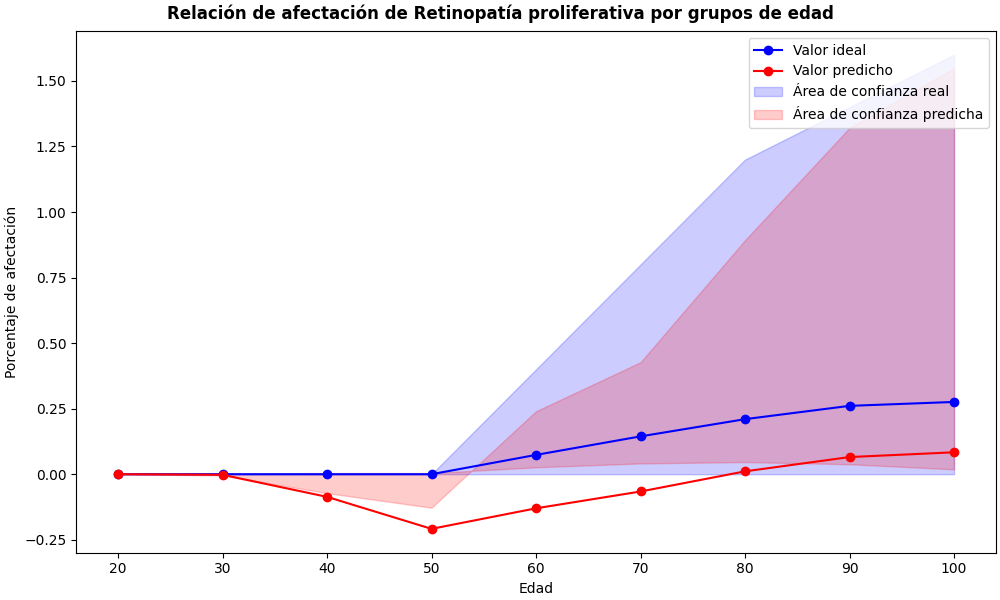 Relación de afectación de Retinopatía proliferativa por grupos de edad
Valor ideal
Valor predicho
Área de confianza real
Área de confianza predicha
Porcentaje de afectación
1.50
1.25
1.00
0.75
0.50
0.25
0.00
−0.25
20 30 40 50 60 70 80 90 100
Edad